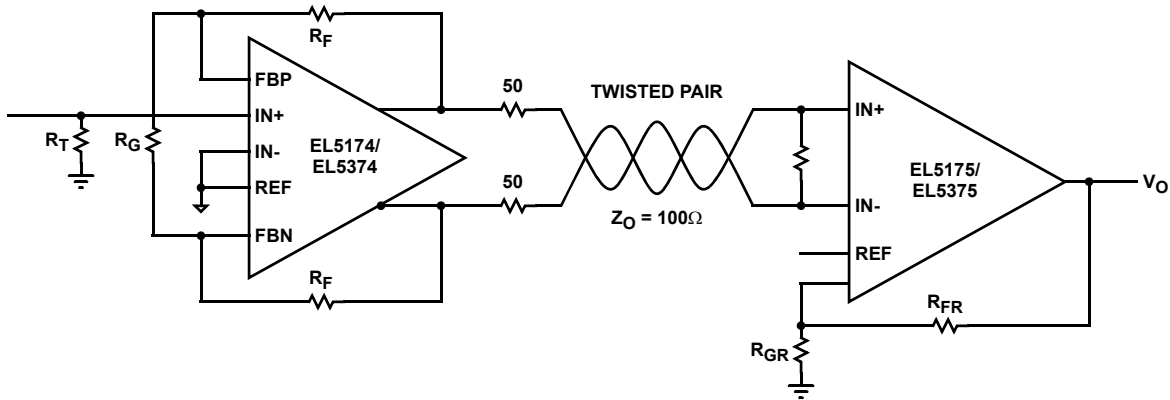 R_F
FBP
IN+
R_T
R_G
IN-
REF
FBN
EL5174/
EL5374
R_F
50
50
TWISTED PAIR
Z_O = 100Ω
IN+
IN-
REF
EL5175/
EL5375
V_O
R_FR
R_GR